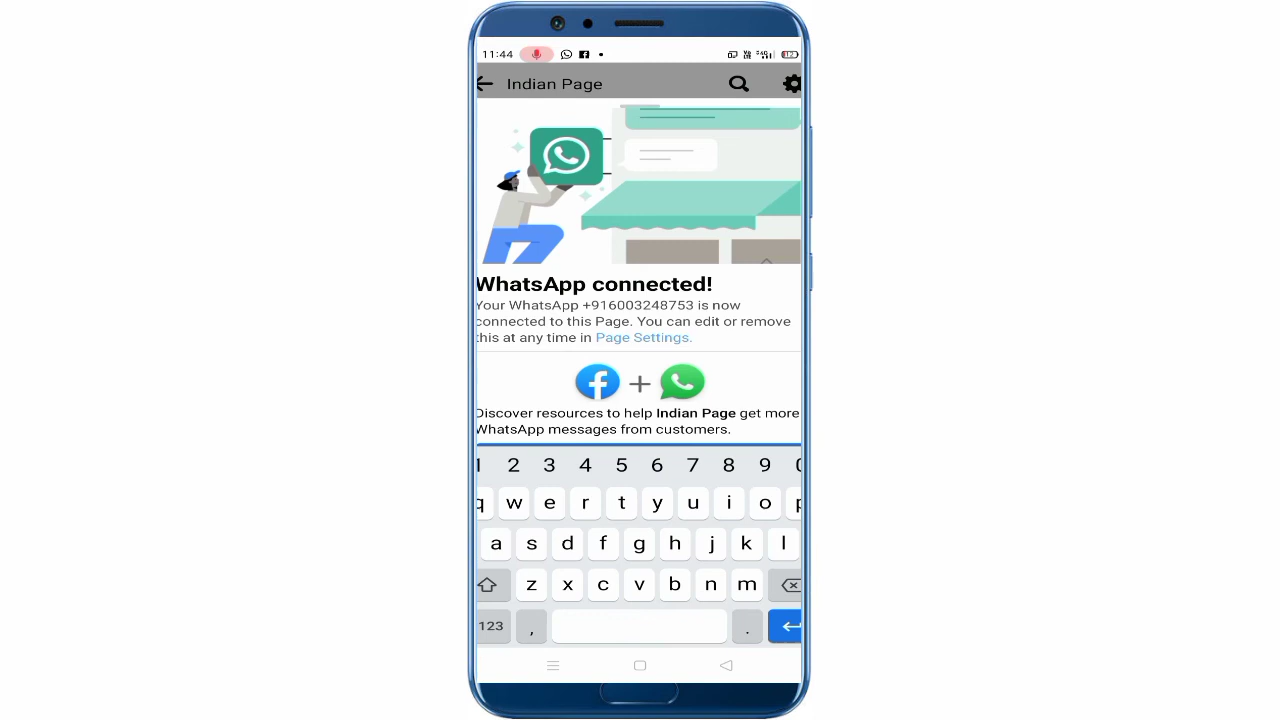 11:44
Indian Page
WhatsApp connected!
Your WhatsApp +916003248753 is now
connected to this Page. You can edit or remove
this at any time in Page Settings.
Discover resources to help Indian Page get more
WhatsApp messages from customers.
1 2 3 4 5 6 7 8 9 0
q w e r t y u i o p
a s d f g h j k l
z x c v b n m
123 , .